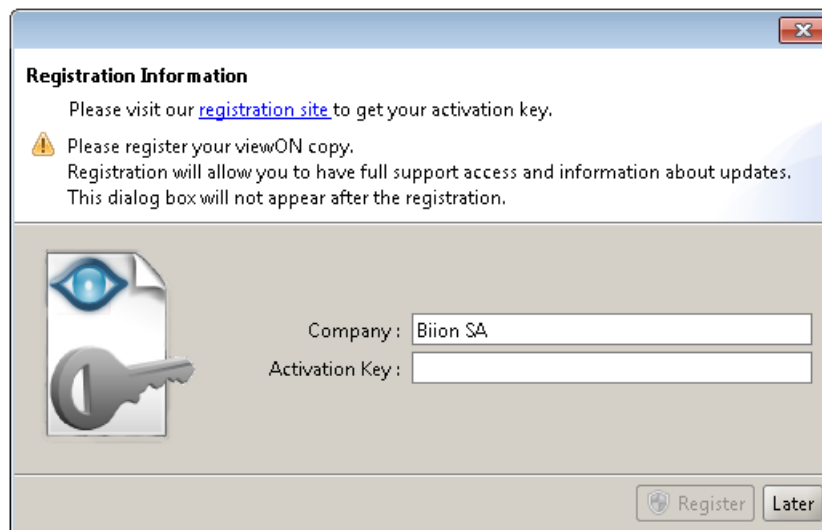 Registration Information
Please visit our registration site to get your activation key.
Please register your viewON copy.
Registration will allow you to have full support access and information about updates.
This dialog box will not appear after the registration.
Company : Biion SA
Activation Key :
Register Later